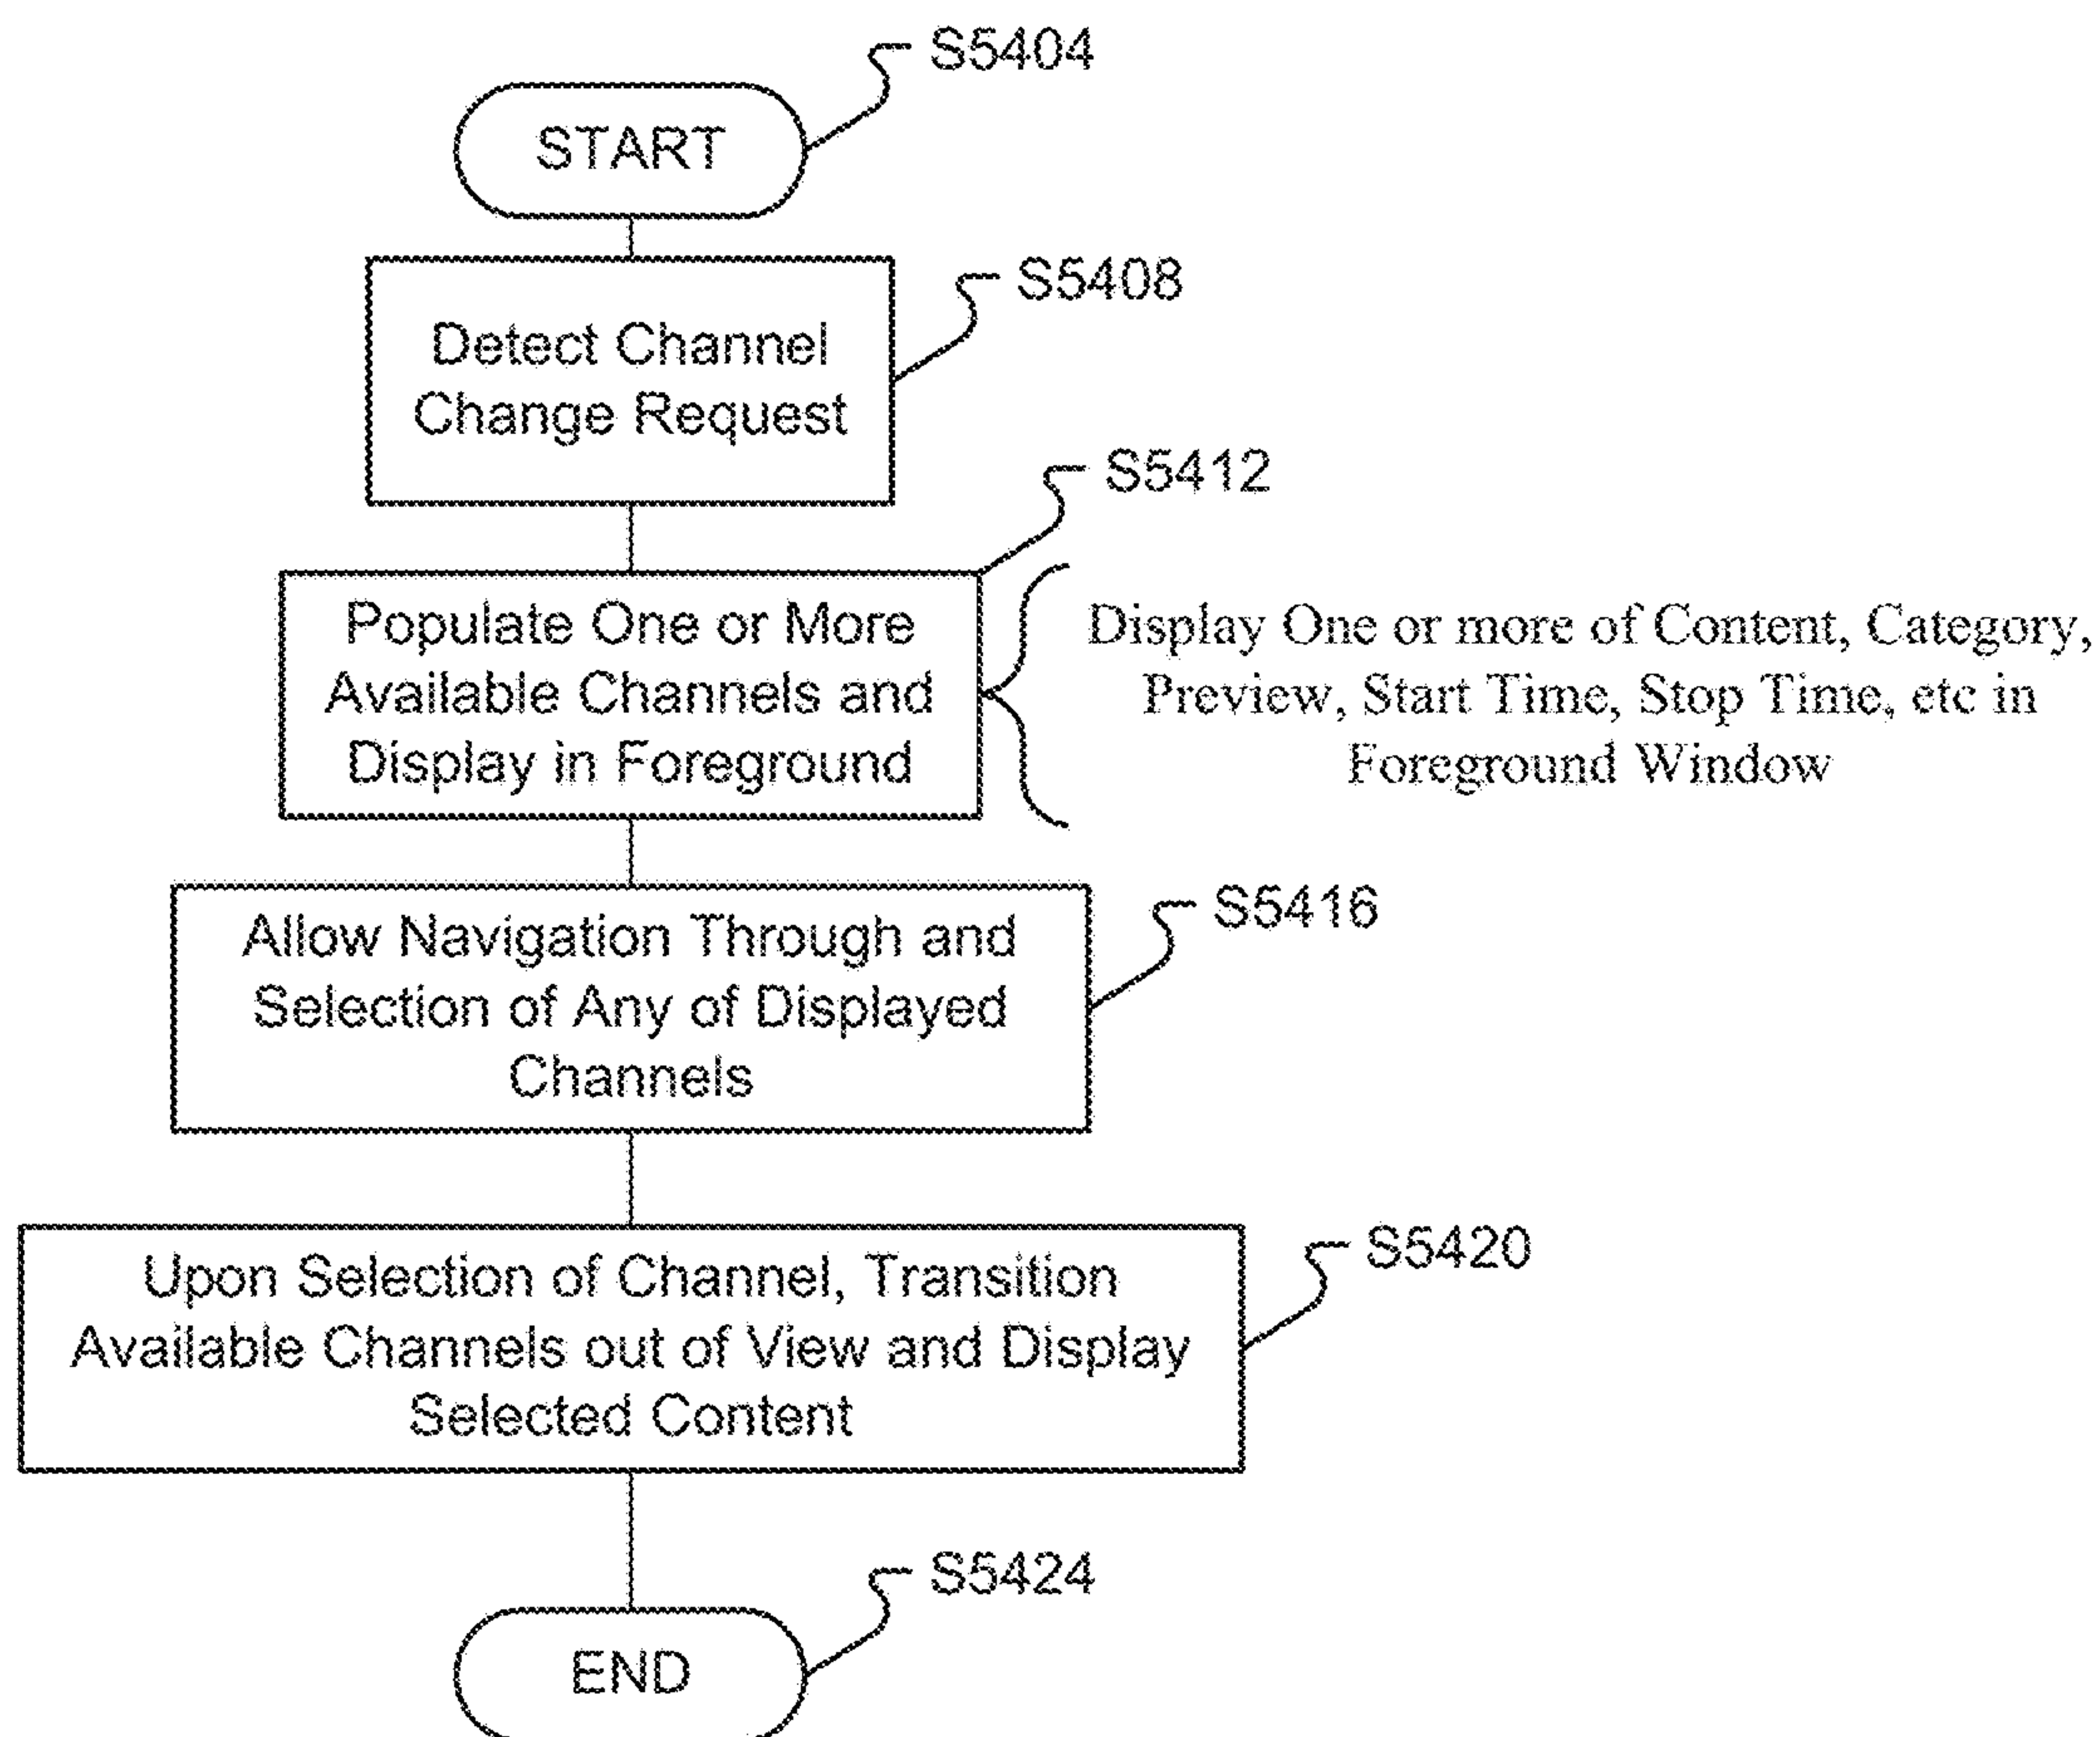 S5404
START
S5408
Detect Channel
Change Request
S5412
Populate One or More
Available Channels and
Display in Foreground
Display One or more of Content, Category,
Preview, Start Time, Stop Time, etc in
Foreground Window
S5416
Allow Navigation Through and
Selection of Any of Displayed
Channels
S5420
Upon Selection of Channel, Transition
Available Channels out of View and Display
Selected Content
S5424
END